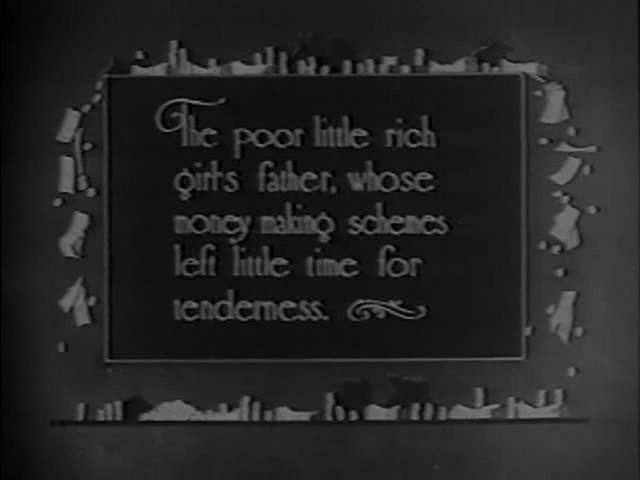 The poor little rich
girl's father, whose
money making schemes
left little time for
tenderness.